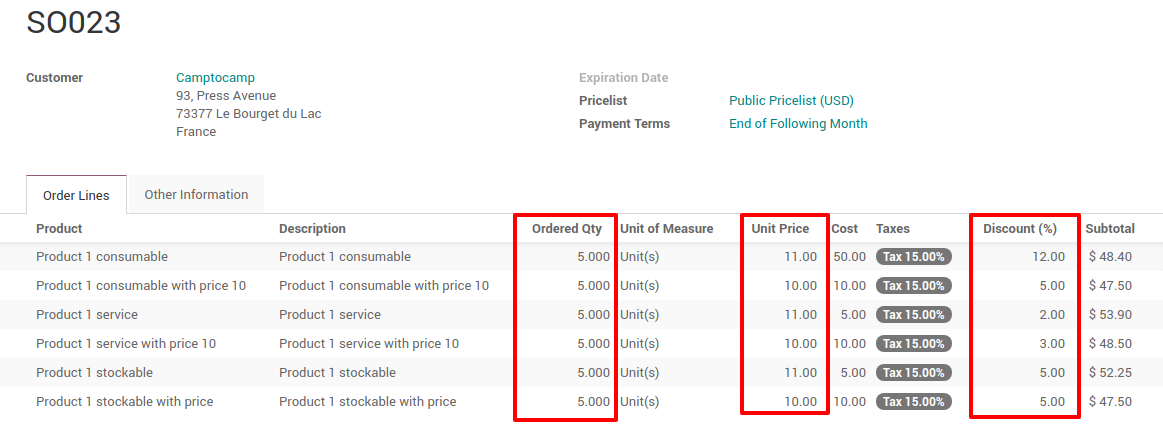 SO023
Customer Camptocamp
93, Press Avenue
73377 Le Bourget du Lac
France
Expiration Date
Pricelist Public Pricelist (USD)
Payment Terms End of Following Month
Order Lines Other Information
Product Description Ordered Qty Unit of Measure Unit Price Cost Taxes Discount (%) Subtotal
Product 1 consumable Product 1 consumable 5.000 Unit(s) 11.00 50.00 Tax 15.00% 12.00 $ 48.40
Product 1 consumable with price 10 Product 1 consumable with price 10 5.000 Unit(s) 10.00 10.00 Tax 15.00% 5.00 $ 47.50
Product 1 service Product 1 service 5.000 Unit(s) 11.00 5.00 Tax 15.00% 2.00 $ 53.90
Product 1 service with price 10 Product 1 service with price 10 5.000 Unit(s) 10.00 10.00 Tax 15.00% 3.00 $ 48.50
Product 1 stockable Product 1 stockable 5.000 Unit(s) 11.00 5.00 Tax 15.00% 5.00 $ 52.25
Product 1 stockable with price Product 1 stockable with price 5.000 Unit(s) 10.00 10.00 Tax 15.00% 5.00 $ 47.50